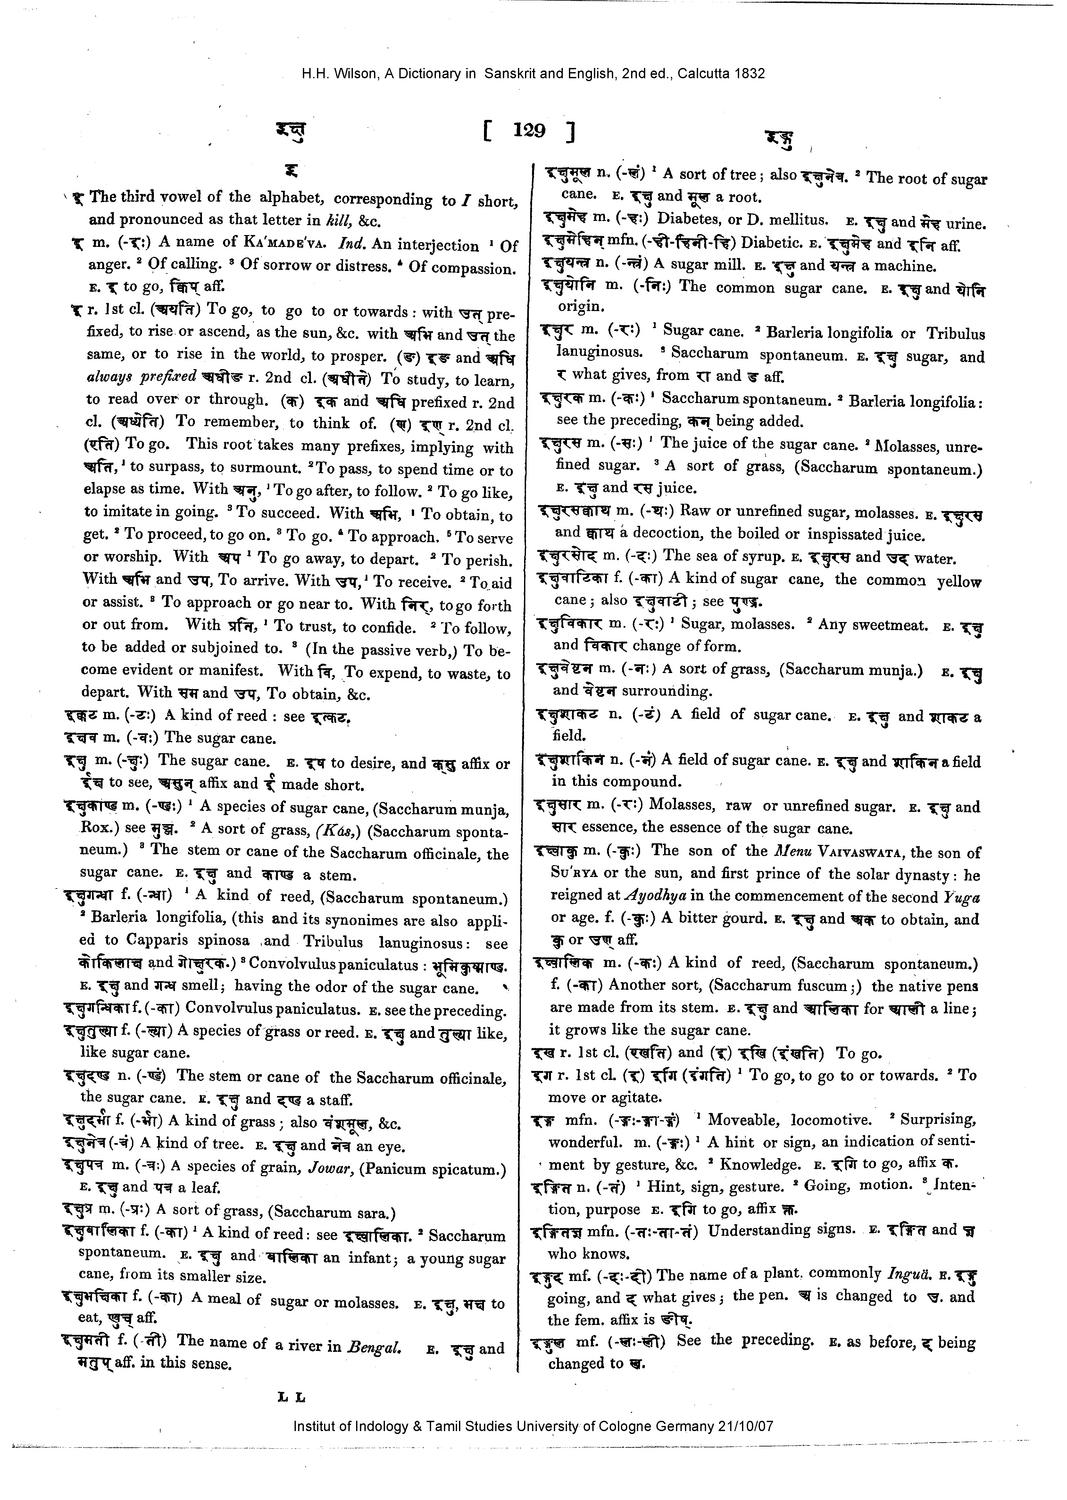 H.H. Wilson, A Dictionary in Sanskrit and English, 2nd ed., Calcutta 1832
इक्षु [ 129 ] इङ्गु
इ
इ The third vowel of the alphabet, corresponding to I short,
and pronounced as that letter in kill, &c.
इ m. (-इः) A name of KA'MADE'VA. Ind. An interjection ¹ Of
anger. ² Of calling. ³ Of sorrow or distress. ⁴ Of compassion.
E. इ to go, क्विप् aff.
इ r. 1st cl. (अयति) To go, to go to or towards: with उत् pre-
fixed, to rise or ascend, as the sun, &c. with अभि and उत् the
same, or to rise in the world, to prosper. (ङ) इङ and अधि
always prefixed अधीङ r. 2nd cl. (अधीते) To study, to learn,
to read over or through. (क) इक and अधि prefixed r. 2nd
cl. (अध्येति) To remember, to think of. (ण) इण r. 2nd cl.
(एति) To go. This root takes many prefixes, implying with
अति, ¹ to surpass, to surmount. ² To pass, to spend time or to
elapse as time. With अनु, ¹ To go after, to follow. ² To go like,
to imitate in going. ³ To succeed. With अभि, ¹ To obtain, to
get. ² To proceed, to go on. ³ To go. ⁴ To approach. ⁵ To serve
or worship. With अप ¹ To go away, to depart. ² To perish.
With अभि and उप, To arrive. With उप, ¹ To receive. ² To aid
or assist. ³ To approach or go near to. With निर्, to go forth
or out from. With प्रति, ¹ To trust, to confide. ² To follow,
to be added or subjoined to. ³ (In the passive verb,) To be-
come evident or manifest. With वि, To expend, to waste, to
depart. With सम and उप, To obtain, &c.
इक्कट m. (-टः) A kind of reed: see इत्कट.
इक्षव m. (-वः) The sugar cane.
इक्षु m. (-क्षुः) The sugar cane. E. इष to desire, and क्सु affix or
ईक्ष to see, असुन् affix and ई made short.
इक्षुकाण्ड m. (-ण्डः) ¹ A species of sugar cane, (Saccharum munja,
Rox.) see मुञ्ज. ² A sort of grass, (Kás,) (Saccharum sponta-
neum.) ³ The stem or cane of the Saccharum officinale, the
sugar cane. E. इक्षु and काण्ड a stem.
इक्षुगन्धा f. (-न्धा) ¹ A kind of reed, (Saccharum spontaneum.)
² Barleria longifolia, (this and its synonimes are also appli-
ed to Capparis spinosa and Tribulus lanuginosus: see
कोकिलाक्ष and गोक्षुरक.) ³ Convolvulus paniculatus: भूमिकुष्माण्ड.
E. इक्षु and गन्ध smell; having the odor of the sugar cane.
इक्षुगन्धिका f. (-का) Convolvulus paniculatus. E. see the preceding.
इक्षुतुल्या f. (-ल्या) A species of grass or reed. E. इक्षु and तुल्या like,
like sugar cane.
इक्षुदण्ड n. (-ण्डं) The stem or cane of the Saccharum officinale,
the sugar cane. E. इक्षु and दण्ड a staff.
इक्षुदर्भा f. (-र्भा) A kind of grass; also वंशमूल, &c.
इक्षुनेत्र (-त्रं) A kind of tree. E. इक्षु and नेत्र an eye.
इक्षुपत्र m. (-त्रः) A species of grain, Jowar, (Panicum spicatum.)
E. इक्षु and पत्र a leaf.
इक्षुप्र m. (-प्रः) A sort of grass, (Saccharum sara.)
इक्षुबालिका f. (-का) ¹ A kind of reed: see इक्ष्वालिका. ² Saccharum
spontaneum. E. इक्षु and बालिका an infant; a young sugar
cane, from its smaller size.
इक्षुभक्षिका f. (-का) A meal of sugar or molasses. E. इक्षु, भक्ष to
eat, ण्वुच् aff.
इक्षुमती f. (-ती) The name of a river in Bengal. E. इक्षु and
मतुप् aff. in this sense.
L L
इक्षुमूल n. (-लं) ¹ A sort of tree; also इक्षुनेत्र. ² The root of sugar
cane. E. इक्षु and मूल a root.
इक्षुमेह m. (-हः) Diabetes, or D. mellitus. E. इक्षु and मेह urine.
इक्षुमेहिन् mfn. (-ही-हिनी-हि) Diabetic. E. इक्षुमेह and इनि aff.
इक्षुयन्त्र n. (-न्त्रं) A sugar mill. E. इक्षु and यन्त्र a machine.
इक्षुयोनि m. (-निः) The common sugar cane. E. इक्षु and योनि
origin.
इक्षुर m. (-रः) ¹ Sugar cane. ² Barleria longifolia or Tribulus
lanuginosus. ³ Saccharum spontaneum. E. इक्षु sugar, and
र what gives, from रा and ड aff.
इक्षुरक m. (-कः) ¹ Saccharum spontaneum. ² Barleria longifolia:
see the preceding, कन् being added.
इक्षुरस m. (-सः) ¹ The juice of the sugar cane. ² Molasses, unre-
fined sugar. ³ A sort of grass, (Saccharum spontaneum.)
E. इक्षु and रस juice.
इक्षुरसक्वाथ m. (-थः) Raw or unrefined sugar, molasses. E. इक्षुरस
and क्वाथ a decoction, the boiled or inspissated juice.
इक्षुरसोद m. (-दः) The sea of syrup. E. इक्षुरस and उद water.
इक्षुवाटिका f. (-का) A kind of sugar cane, the common yellow
cane; also इक्षुवाटी; see पुण्ड्र.
इक्षुविकार m. (-रः) ¹ Sugar, molasses. ² Any sweetmeat. E. इक्षु
and विकार change of form.
इक्षुवेष्टन m. (-नः) A sort of grass, (Saccharum munja.) E. इक्षु
and वेष्टन surrounding.
इक्षुशाकट n. (-टं) A field of sugar cane. E. इक्षु and शाकट a
field.
इक्षुशाकिन n. (-नं) A field of sugar cane. E. इक्षु and शाकिन a field
in this compound.
इक्षुसार m. (-रः) Molasses, raw or unrefined sugar. E. इक्षु and
सार essence, the essence of the sugar cane.
इक्ष्वाकु m. (-कुः) The son of the Menu VAIVASWATA, the son of
SU'RYA or the sun, and first prince of the solar dynasty: he
reigned at Ayodhya in the commencement of the second Yuga
or age. f. (-कुः) A bitter gourd. E. इक्षु and अक to obtain, and
कु or उण् aff.
इक्ष्वालिक m. (-कः) A kind of reed, (Saccharum spontaneum.)
f. (-का) Another sort, (Saccharum fuscum;) the native pens
are made from its stem. E. इक्षु and आलिका for आली a line;
it grows like the sugar cane.
इख r. 1st cl. (एखति) and (इ) इखि (इंखति) To go.
इग r. 1st cl. (इ) इगि (इंगति) ¹ To go, to go to or towards. ² To
move or agitate.
इङ्ग mfn. (-ङ्गः-ङ्गा-ङ्गं) ¹ Moveable, locomotive. ² Surprising,
wonderful. m. (-ङ्गः) ¹ A hint or sign, an indication of senti-
ment by gesture, &c. ² Knowledge. E. इगि to go, affix क.
इङ्गित n. (-तं) ¹ Hint, sign, gesture. ² Going, motion. ³ Inten-
tion, purpose E. इगि to go, affix क्त.
इङ्गितज्ञ mfn. (-तः-ता-तं) Understanding signs. E. इङ्गित and ज्ञ
who knows.
इङ्गुद mf. (-दः-दी) The name of a plant. commonly Inguä. E. इङ्ग
going, and द what gives; the pen. अ is changed to उ. and
the fem. affix is ङीष्.
इङ्गुल mf. (-लः-ली) See the preceding. E. as before, द being
changed to ल.
Institut of Indology & Tamil Studies University of Cologne Germany 21/10/07